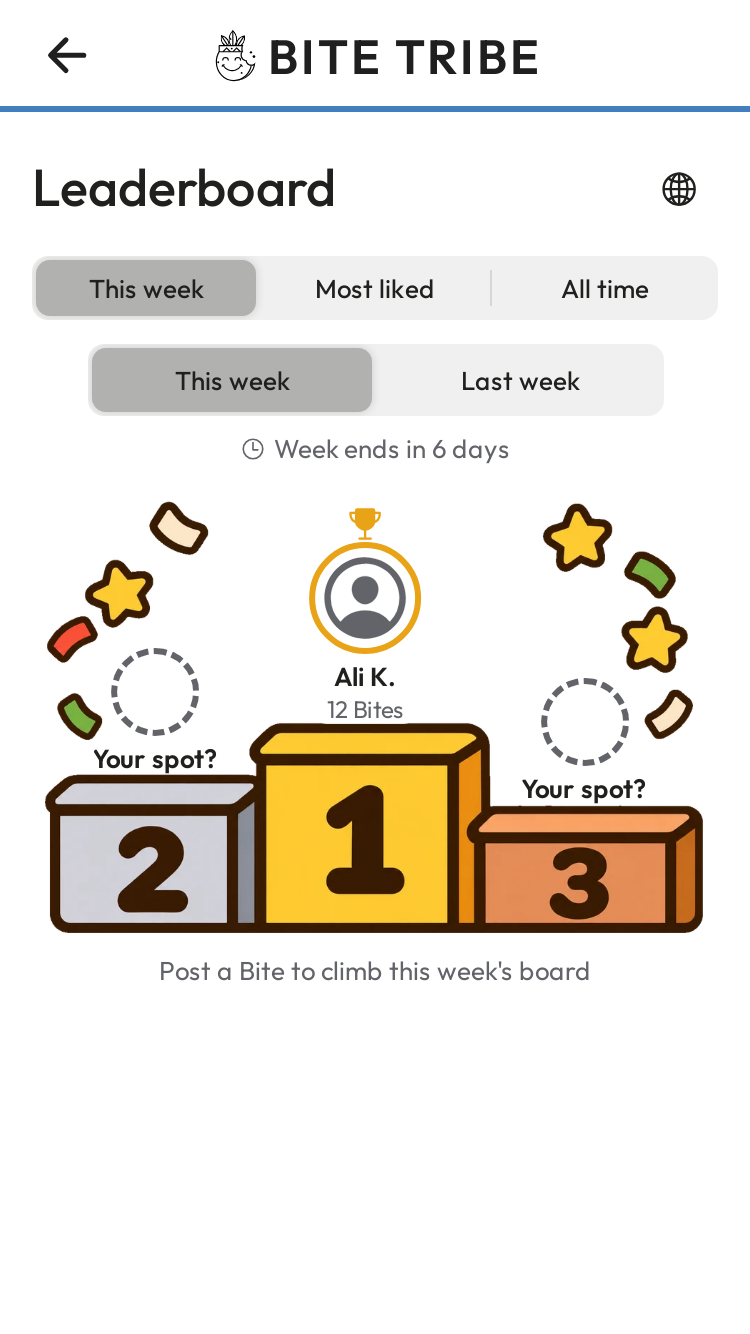 BITE TRIBE
Leaderboard
This week Most liked All time
This week Last week
Week ends in 6 days
Ali K.
12 Bites
Your spot?
Your spot?
1
2
3
Post a Bite to climb this week's board